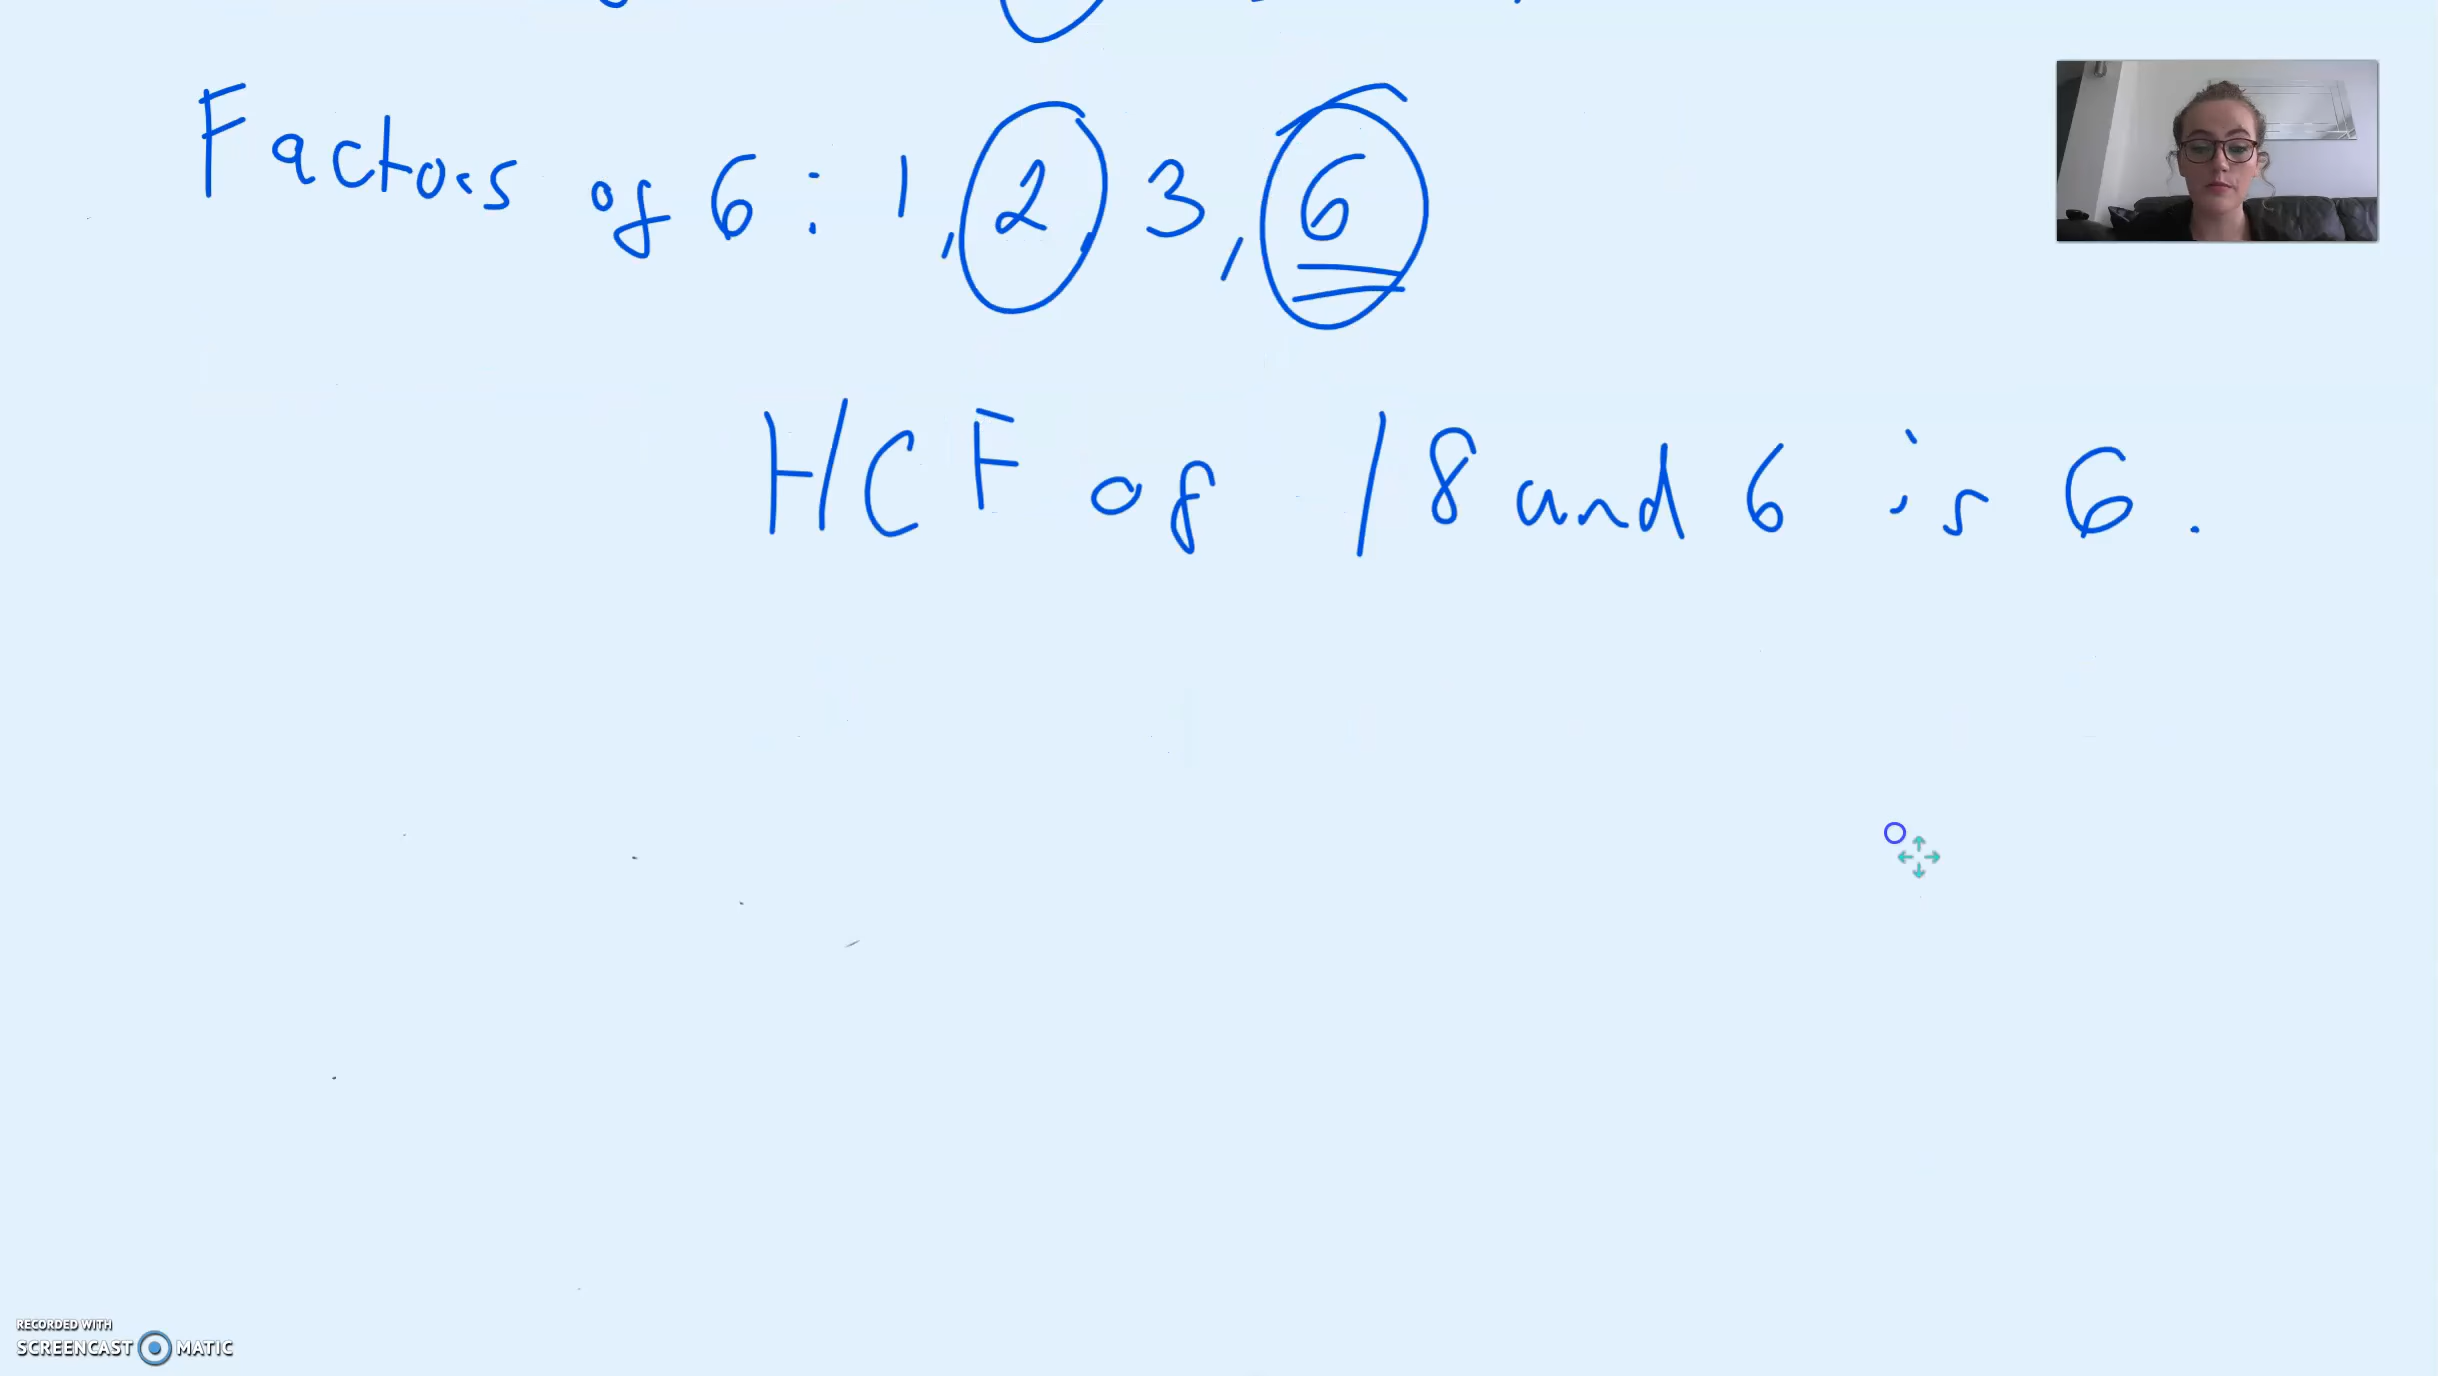 Factors of 6 : 1, 2, 3, 6
HCF of 18 and 6 is 6.
RECORDED WITH
SCREENCAST MATIC